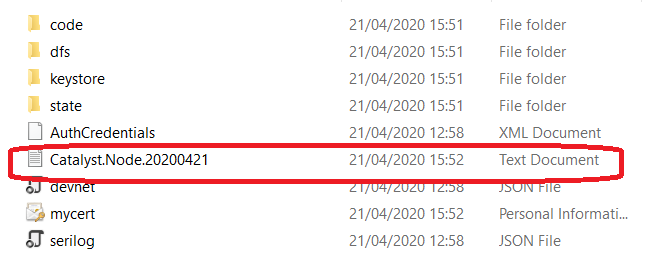 code 21/04/2020 15:51 File folder
dfs 21/04/2020 15:51 File folder
keystore 21/04/2020 15:51 File folder
state 21/04/2020 15:51 File folder
AuthCredentials 21/04/2020 12:58 XML Document
Catalyst.Node.20200421 21/04/2020 15:52 Text Document
devnet 21/04/2020 12:58 JSON File
mycert 21/04/2020 15:52 Personal Informati...
serilog 21/04/2020 12:58 JSON File